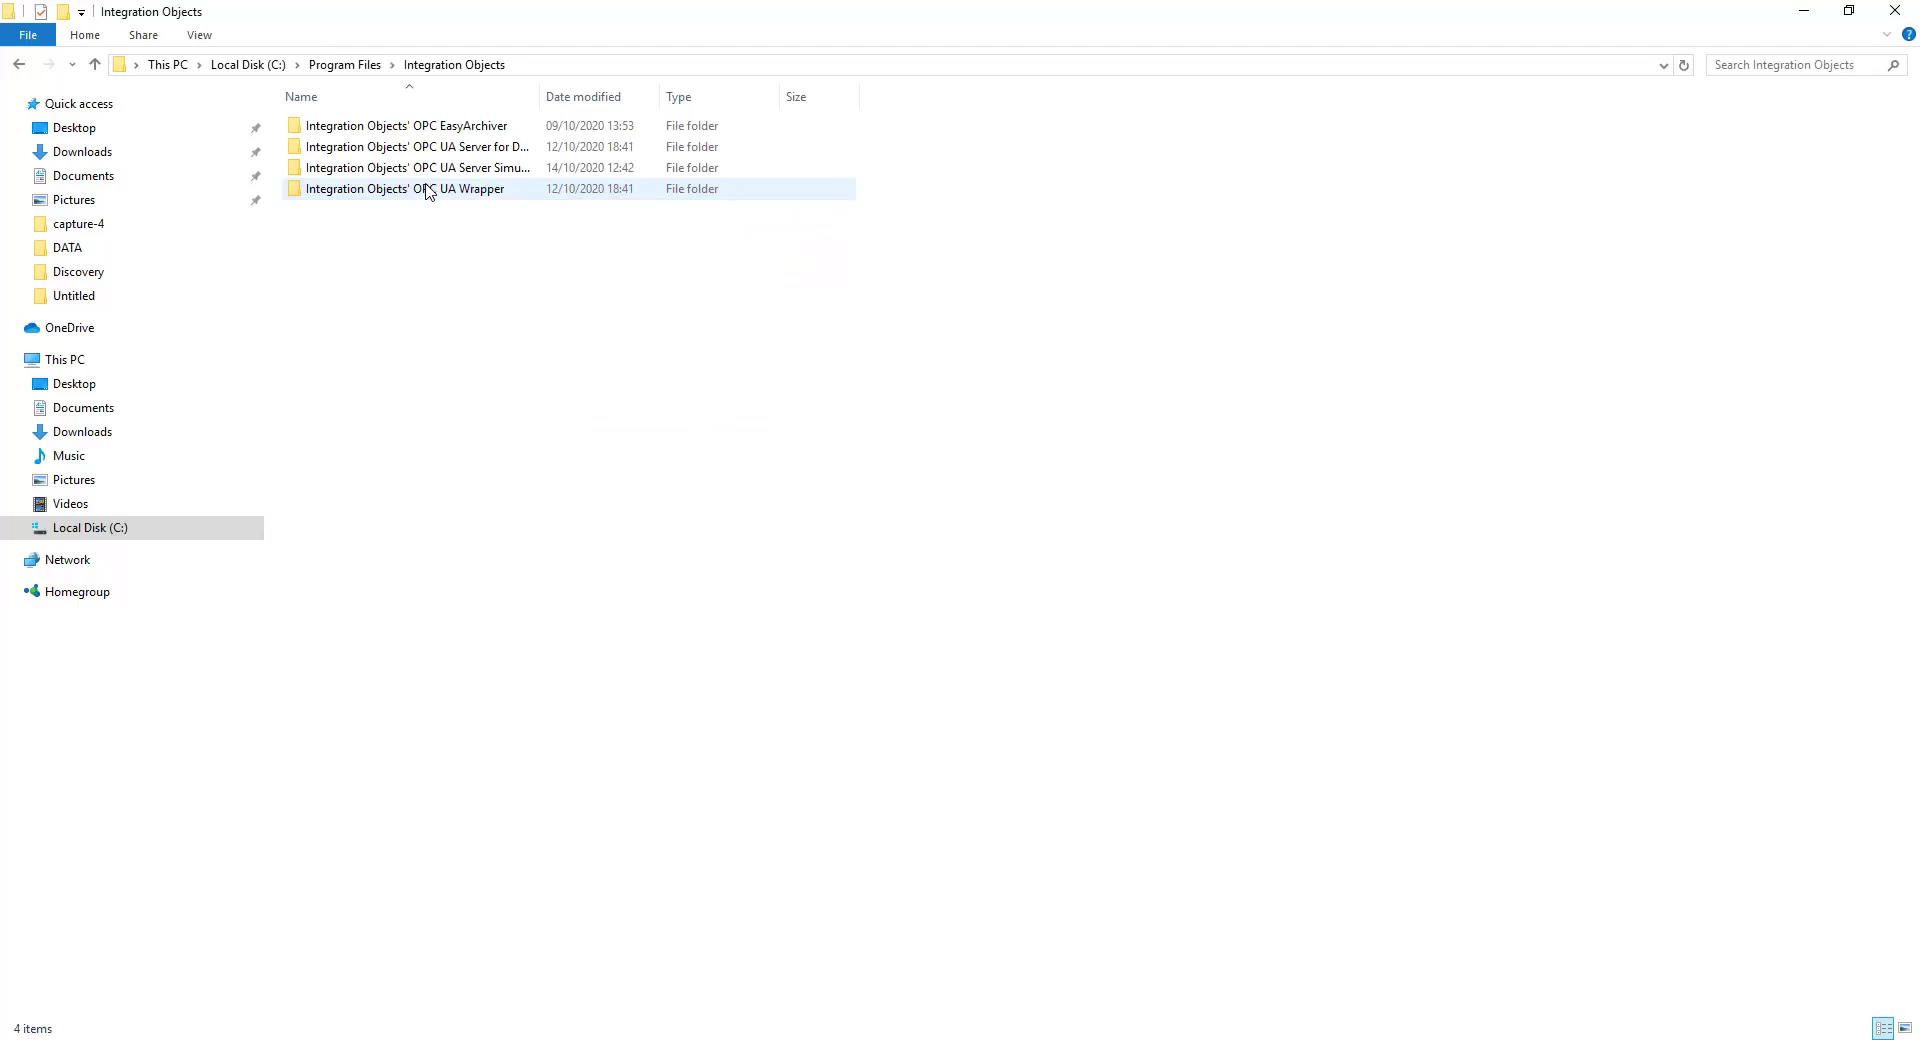 Integration Objects
File Home Share View
This PC Local Disk (C:) Program Files Integration Objects
Search Integration Objects
Name Date modified Type Size
Integration Objects' OPC EasyArchiver 09/10/2020 13:53 File folder
Integration Objects' OPC UA Server for D... 12/10/2020 18:41 File folder
Integration Objects' OPC UA Server Simu... 14/10/2020 12:42 File folder
Integration Objects' OPC UA Wrapper 12/10/2020 18:41 File folder
Quick access
Desktop
Downloads
Documents
Pictures
capture-4
DATA
Discovery
Untitled
OneDrive
This PC
Desktop
Documents
Downloads
Music
Pictures
Videos
Local Disk (C:)
Network
Homegroup
4 items